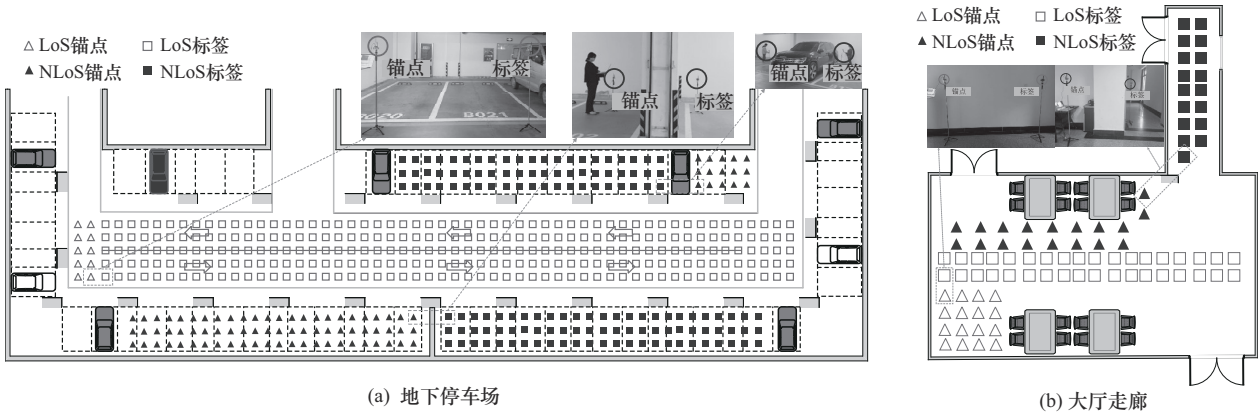 △ LoS锚点 □ LoS标签
▲ NLoS锚点 ■ NLoS标签
锚点
标签
锚点
标签
锚点
标签
B021
(a) 地下停车场
△ LoS锚点 □ LoS标签
▲ NLoS锚点 ■ NLoS标签
锚点
标签
锚点
标签
(b) 大厅走廊